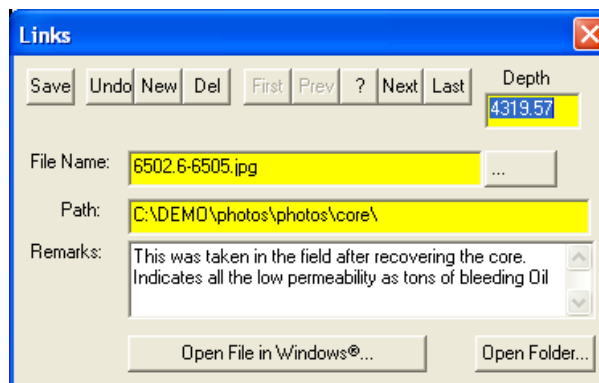 Links
Save Undo New Del First Prev ? Next Last
Depth
4319.57
File Name: 6502.6-6505.jpg ...
Path: C:\DEMO\photos\photos\core\
Remarks: This was taken in the field after recovering the core.
Indicates all the low permeability as tons of bleeding Oil
Open File in Windows®... Open Folder...